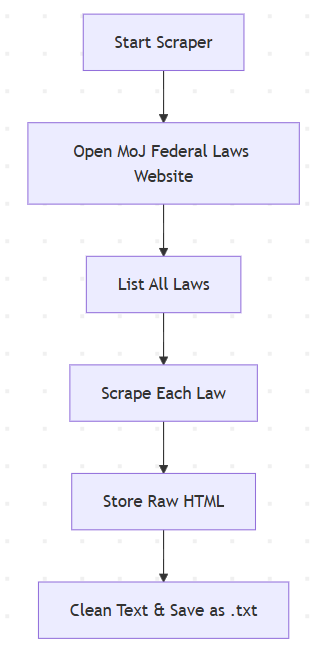 Start Scraper
Open MoJ Federal Laws
Website
List All Laws
Scrape Each Law
Store Raw HTML
Clean Text & Save as .txt